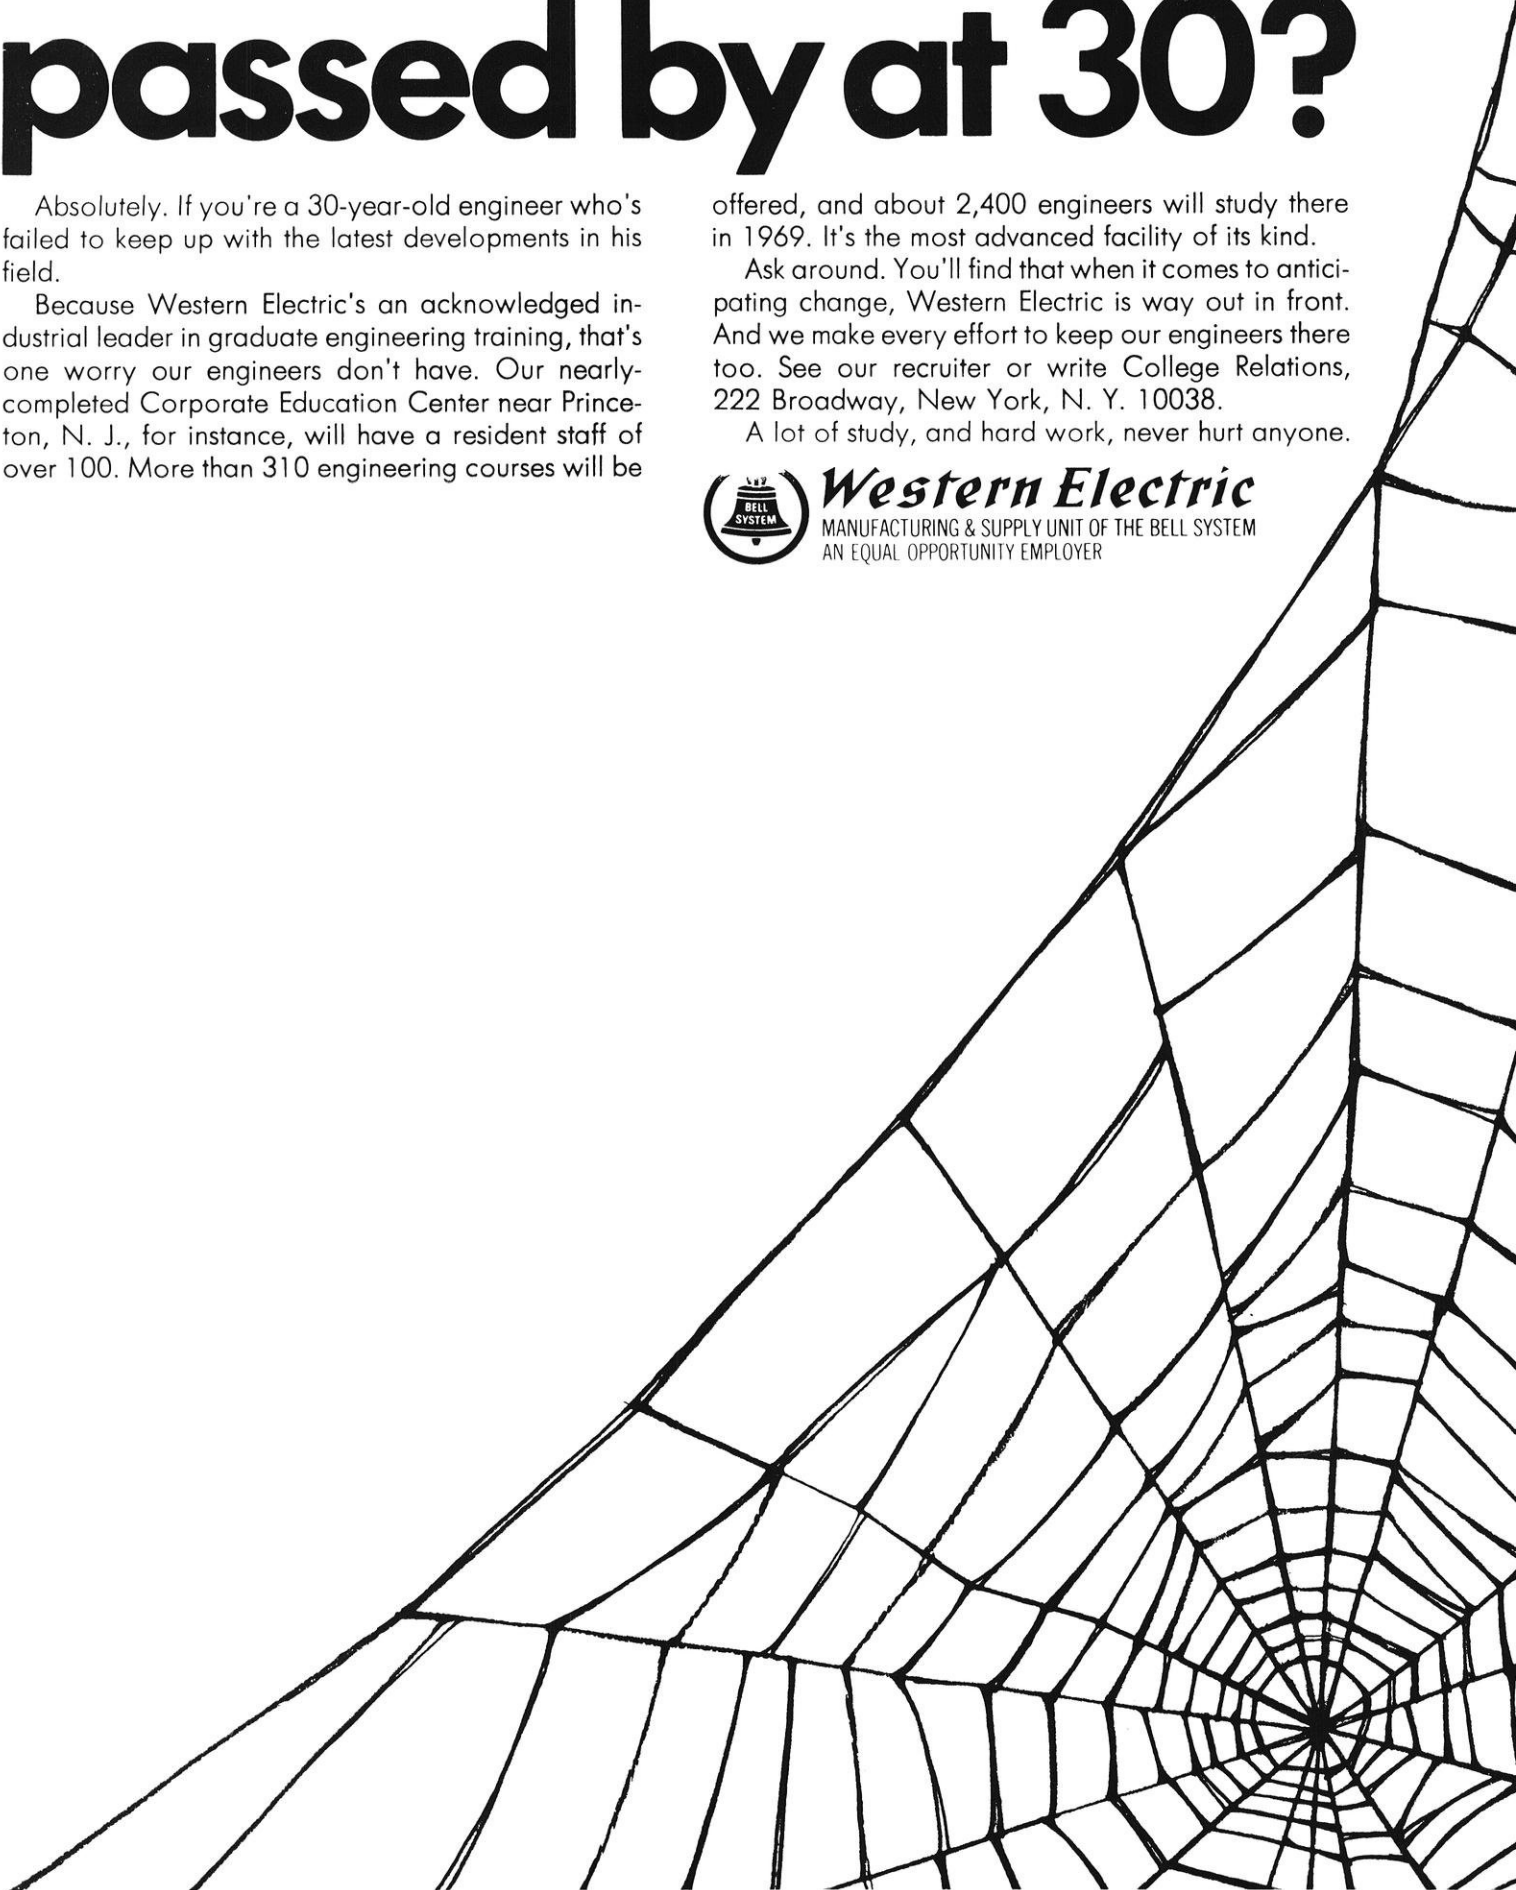 passed by at 30?
Absolutely. If you're a 30-year-old engineer who's
failed to keep up with the latest developments in his
field.
Because Western Electric's an acknowledged in-
dustrial leader in graduate engineering training, that's
one worry our engineers don't have. Our nearly-
completed Corporate Education Center near Prince-
ton, N. J., for instance, will have a resident staff of
over 100. More than 310 engineering courses will be
offered, and about 2,400 engineers will study there
in 1969. It's the most advanced facility of its kind.
Ask around. You'll find that when it comes to antici-
pating change, Western Electric is way out in front.
And we make every effort to keep our engineers there
too. See our recruiter or write College Relations,
222 Broadway, New York, N. Y. 10038.
A lot of study, and hard work, never hurt anyone.
BELL
SYSTEM
Western Electric
MANUFACTURING & SUPPLY UNIT OF THE BELL SYSTEM
AN EQUAL OPPORTUNITY EMPLOYER